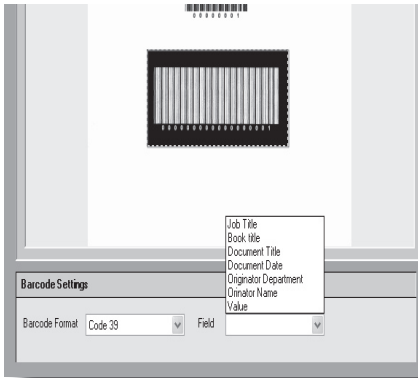 00000001
00000000000000001
Job Title
Book title
Document Title
Document Date
Originator Department
Orinator Name
Value
Barcode Settings
Barcode Format Code 39 Field